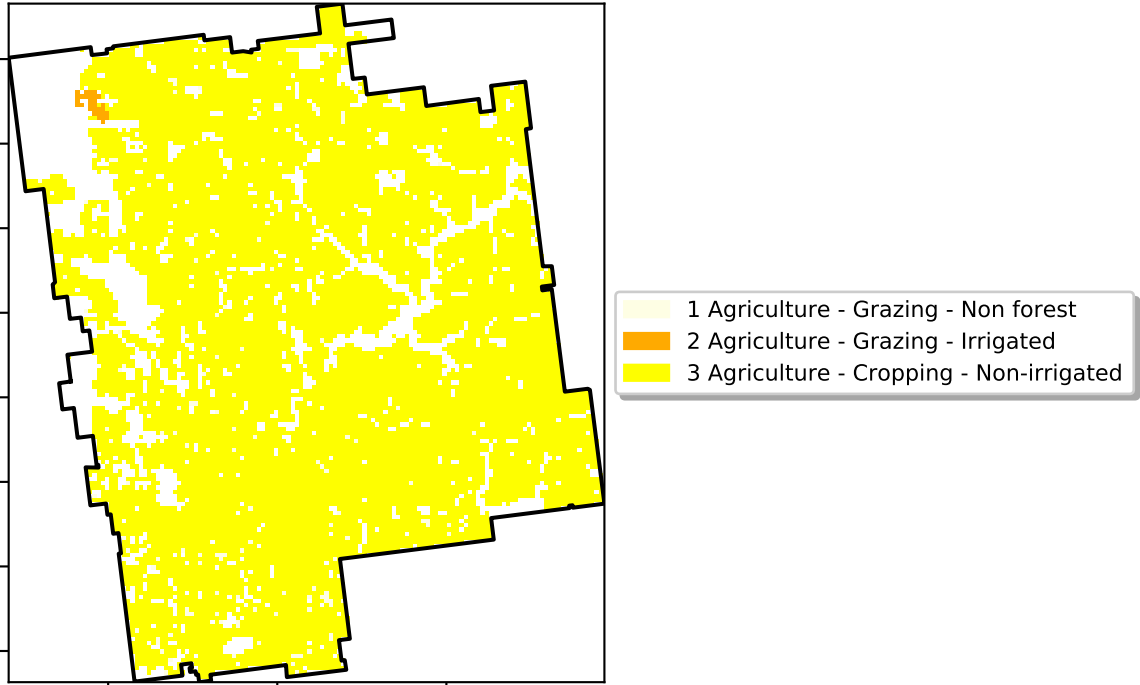 1 Agriculture - Grazing - Non forest
2 Agriculture - Grazing - Irrigated
3 Agriculture - Cropping - Non-irrigated